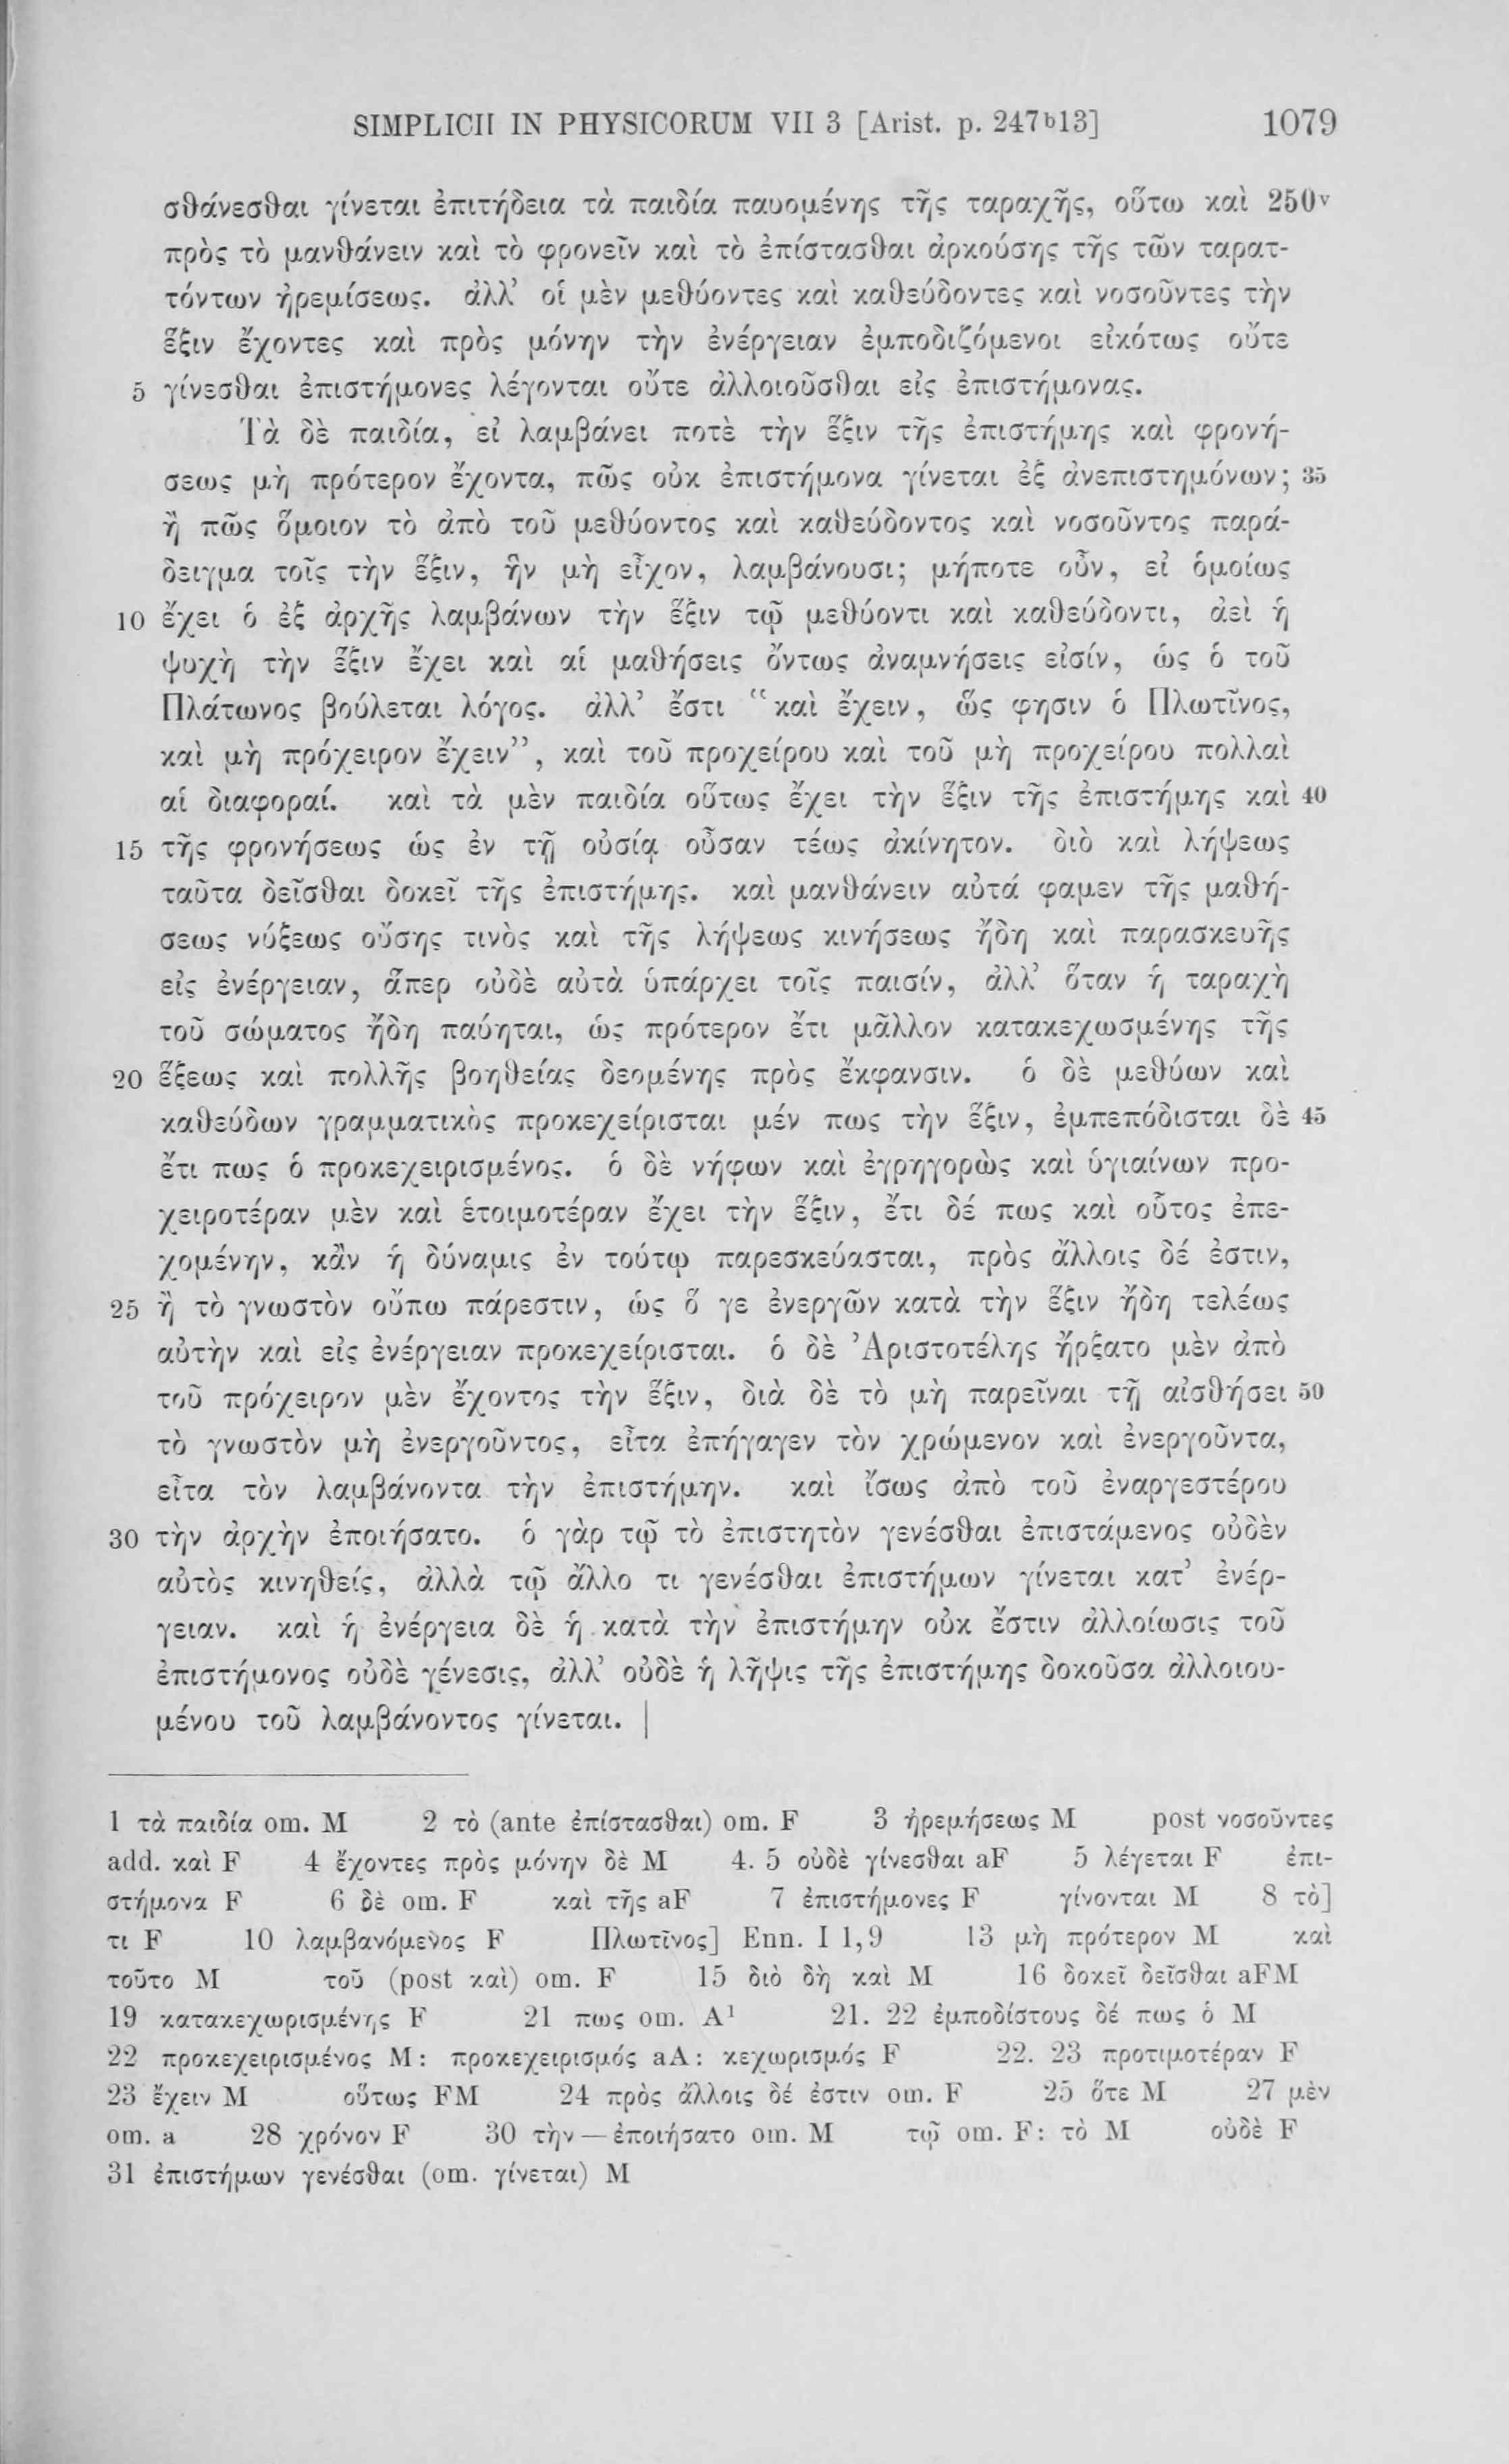 SIMPLICII IN PHYSICORUM VII 3 [Arist. p. 247ᵇ13] 1079
σθάνεσθαι γίνεται ἐπιτήδεια τὰ παιδία παυομένης τῆς ταραχῆς, οὕτω καὶ 250ᵛ
πρὸς τὸ μανθάνειν καὶ τὸ φρονεῖν καὶ τὸ ἐπίστασθαι ἀρκούσης τῆς τῶν ταρατ-
τόντων ἠρεμίσεως. ἀλλ’ οἱ μὲν μεθύοντες καὶ καθεύδοντες καὶ νοσοῦντες τὴν
ἕξιν ἔχοντες καὶ πρὸς μόνην τὴν ἐνέργειαν ἐμποδιζόμενοι εἰκότως οὔτε
5 γίνεσθαι ἐπιστήμονες λέγονται οὔτε ἀλλοιοῦσθαι εἰς ἐπιστήμονας.
Τὰ δὲ παιδία, εἰ λαμβάνει ποτὲ τὴν ἕξιν τῆς ἐπιστήμης καὶ φρονή-
σεως μὴ πρότερον ἔχοντα, πῶς οὐκ ἐπιστήμονα γίνεται ἐξ ἀνεπιστημόνων; 35
ἢ πῶς ὅμοιον τὸ ἀπὸ τοῦ μεθύοντος καὶ καθεύδοντος καὶ νοσοῦντος παρά-
δειγμα τοῖς τὴν ἕξιν, ἣν μὴ εἶχον, λαμβάνουσι; μήποτε οὖν, εἰ ὁμοίως
10 ἔχει ὁ ἐξ ἀρχῆς λαμβάνων τὴν ἕξιν τῷ μεθύοντι καὶ καθεύδοντι, ἀεὶ ἡ
ψυχὴ τὴν ἕξιν ἔχει καὶ αἱ μαθήσεις ὄντως ἀναμνήσεις εἰσίν, ὡς ὁ τοῦ
Πλάτωνος βούλεται λόγος. ἀλλ’ ἔστι “καὶ ἔχειν, ὥς φησιν ὁ Πλωτῖνος,
καὶ μὴ πρόχειρον ἔχειν”, καὶ τοῦ προχείρου καὶ τοῦ μὴ προχείρου πολλαὶ
αἱ διαφοραί. καὶ τὰ μὲν παιδία οὕτως ἔχει τὴν ἕξιν τῆς ἐπιστήμης καὶ 40
15 τῆς φρονήσεως ὡς ἐν τῇ οὐσίᾳ οὖσαν τέως ἀκίνητον. διὸ καὶ λήψεως
ταῦτα δεῖσθαι δοκεῖ τῆς ἐπιστήμης. καὶ μανθάνειν αὐτά φαμεν τῆς μαθή-
σεως νύξεως οὔσης τινὸς καὶ τῆς λήψεως κινήσεως ἤδη καὶ παρασκευῆς
εἰς ἐνέργειαν, ἅπερ οὐδὲ αὐτὰ ὑπάρχει τοῖς παισίν, ἀλλ’ ὅταν ἡ ταραχὴ
τοῦ σώματος ἤδη παύηται, ὡς πρότερον ἔτι μᾶλλον κατακεχωσμένης τῆς
20 ἕξεως καὶ πολλῆς βοηθείας δεομένης πρὸς ἔκφανσιν. ὁ δὲ μεθύων καὶ
καθεύδων γραμματικὸς προκεχείρισται μέν πως τὴν ἕξιν, ἐμπεπόδισται δὲ 45
ἔτι πως ὁ προκεχειρισμένος. ὁ δὲ νήφων καὶ ἐγρηγορὼς καὶ ὑγιαίνων προ-
χειροτέραν μὲν καὶ ἑτοιμοτέραν ἔχει τὴν ἕξιν, ἔτι δέ πως καὶ οὗτος ἐπε-
χομένην, κἂν ἡ δύναμις ἐν τούτῳ παρεσκεύασται, πρὸς ἄλλοις δέ ἐστιν,
25 ἢ τὸ γνωστὸν οὔπω πάρεστιν, ὡς ὅ γε ἐνεργῶν κατὰ τὴν ἕξιν ἤδη τελέως
αὐτὴν καὶ εἰς ἐνέργειαν προκεχείρισται. ὁ δὲ Ἀριστοτέλης ἤρξατο μὲν ἀπὸ
τοῦ πρόχειρον μὲν ἔχοντος τὴν ἕξιν, διὰ δὲ τὸ μὴ παρεῖναι τῇ αἰσθήσει 50
τὸ γνωστὸν μὴ ἐνεργοῦντος, εἶτα ἐπήγαγεν τὸν χρώμενον καὶ ἐνεργοῦντα,
εἶτα τὸν λαμβάνοντα τὴν ἐπιστήμην. καὶ ἴσως ἀπὸ τοῦ ἐναργεστέρου
30 τὴν ἀρχὴν ἐποιήσατο. ὁ γὰρ τῷ τὸ ἐπιστητὸν γενέσθαι ἐπιστάμενος οὐδὲν
αὐτὸς κινηθείς, ἀλλὰ τῷ ἄλλο τι γενέσθαι ἐπιστήμων γίνεται κατ’ ἐνέρ-
γειαν. καὶ ἡ ἐνέργεια δὲ ἡ κατὰ τὴν ἐπιστήμην οὐκ ἔστιν ἀλλοίωσις τοῦ
ἐπιστήμονος οὐδὲ γένεσις, ἀλλ’ οὐδὲ ἡ λῆψις τῆς ἐπιστήμης δοκοῦσα ἀλλοιου-
μένου τοῦ λαμβάνοντος γίνεται. |
1 τὰ παιδία om. M 2 τὸ (ante ἐπίστασθαι) om. F 3 ἠρεμήσεως M post νοσοῦντες
add. καὶ F 4 ἔχοντες πρὸς μόνην δὲ M 4. 5 οὐδὲ γίνεσθαι aF 5 λέγεται F ἐπι-
στήμονα F 6 δὲ om. F καὶ τῆς aF 7 ἐπιστήμονες F γίνονται M 8 τὸ]
τι F 10 λαμβανόμενος F Πλωτῖνος] Enn. I 1,9 13 μὴ πρότερον M καὶ
τοῦτο M τοῦ (post καὶ) om. F 15 διὸ δὴ καὶ M 16 δοκεῖ δεῖσθαι aFM
19 κατακεχωρισμένης F 21 πως om. A¹ 21. 22 ἐμποδίστους δέ πως ὁ M
22 προκεχειρισμένος M: προκεχειρισμός aA: κεχωρισμός F 22. 23 προτιμοτέραν F
23 ἔχειν M οὕτως FM 24 πρὸς ἄλλοις δέ ἐστιν om. F 25 ὅτε M 27 μὲν
om. a 28 χρόνον F 30 τὴν — ἐποιήσατο om. M τῷ om. F: τὸ M οὐδὲ F
31 ἐπιστήμων γενέσθαι (om. γίνεται) M